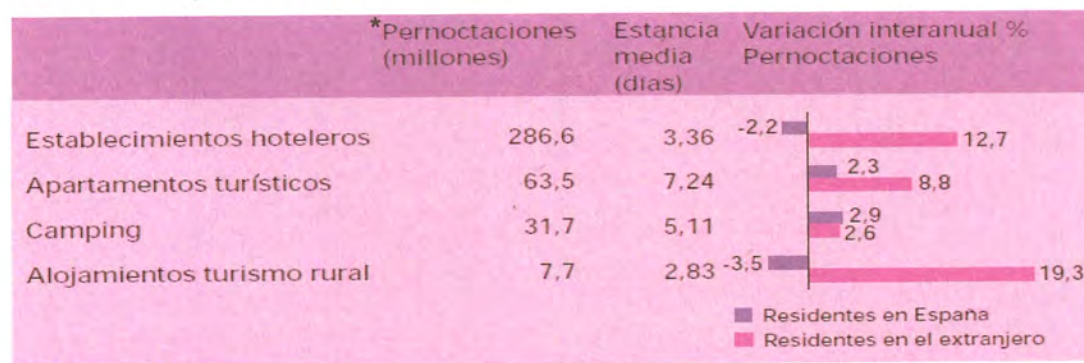 *Pernoctaciones (millones) Estancia media (días) Variación interanual % Pernoctaciones
Establecimientos hoteleros 286,6 3,36 -2,2 12,7
Apartamentos turísticos 63,5 7,24 2,3 8,8
Camping 31,7 5,11 2,9 2,6
Alojamientos turismo rural 7,7 2,83 -3,5 19,3
Residentes en España
Residentes en el extranjero